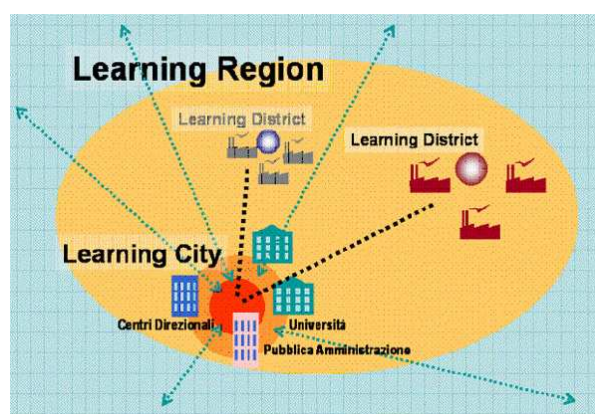 Learning Region
Learning District
Learning District
Learning City
Centri Direzionali
Università
Pubblica Amministrazione